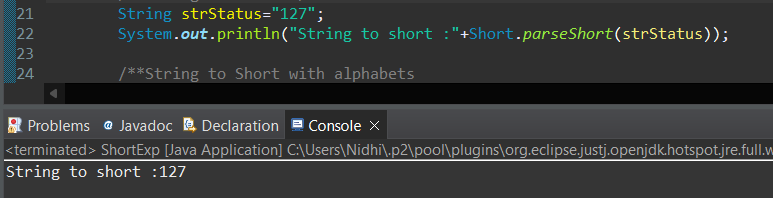 21 String strStatus="127";
22 System.out.println("String to short :"+Short.parseShort(strStatus));
23
24 /**String to Short with alphabets
Problems @ Javadoc Declaration Console
<terminated> ShortExp [Java Application] C:\Users\Nidhi\.p2\pool\plugins\org.eclipse.justj.openjdk.hotspot.jre.full.w
String to short :127